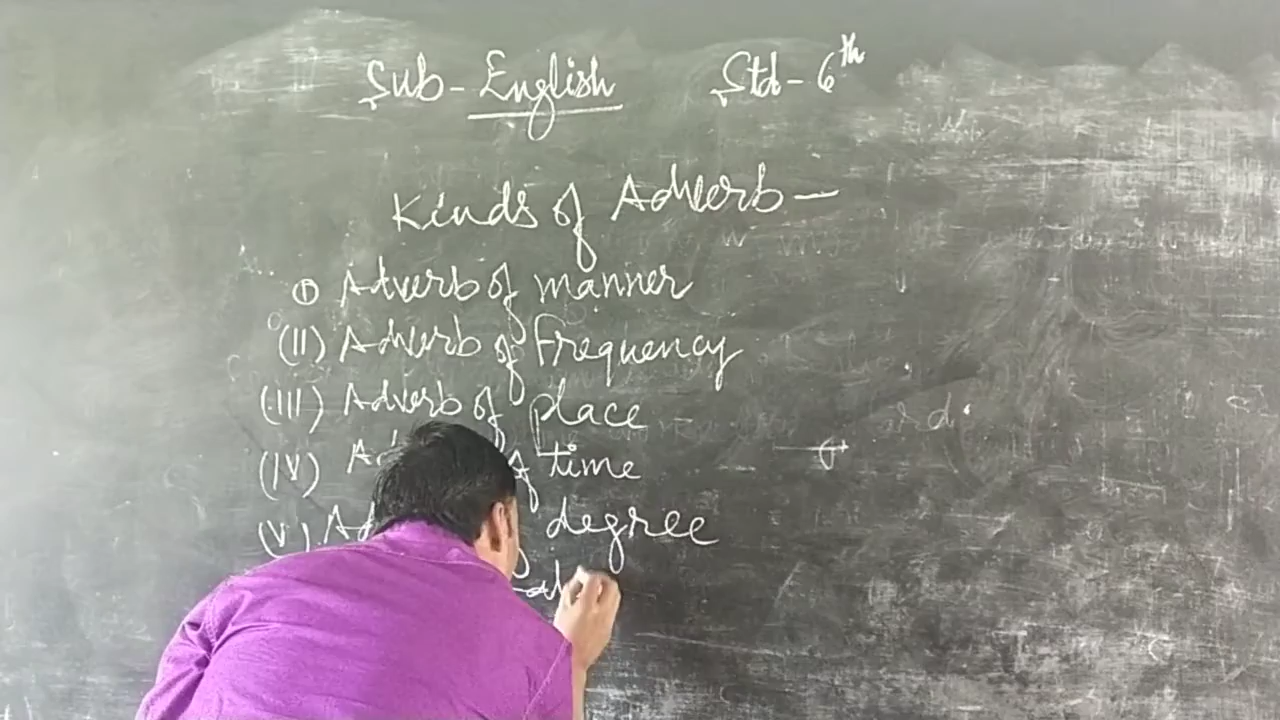 Sub - English Std - 6th
Kinds of Adverb -
(I) Adverb of manner
(II) Adverb of frequency
(III) Adverb of place
(IV) time
(V) degree